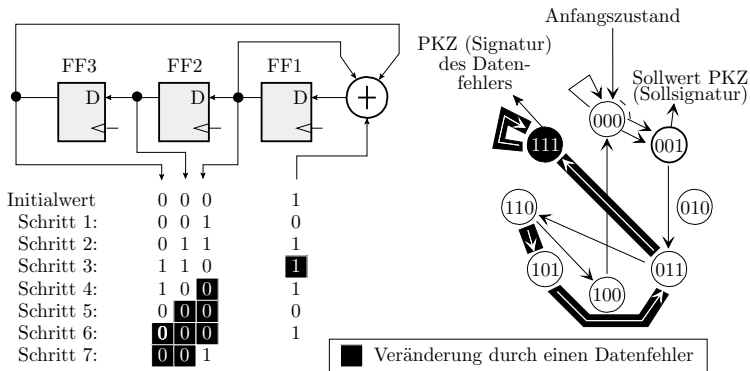 Anfangszustand
PKZ (Signatur)
des Daten-
fehlers
FF3 FF2 FF1
D D D
+
Sollwert PKZ
(Sollsignatur)
000
111
001
110
010
101
011
100
Initialwert 0 0 0 1
Schritt 1: 0 0 1 0
Schritt 2: 0 1 1 1
Schritt 3: 1 1 0 1
Schritt 4: 1 0 0 1
Schritt 5: 0 0 0 0
Schritt 6: 0 0 0 1
Schritt 7: 0 0 1
Veränderung durch einen Datenfehler